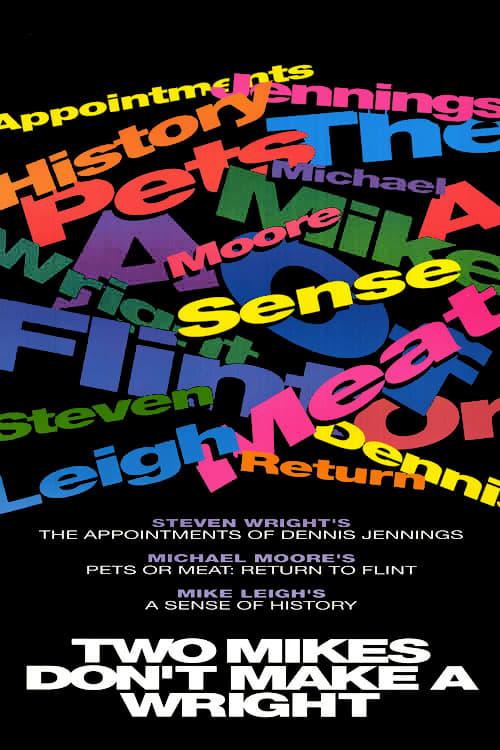 Appointments
Jennings
History
The
Pets
Michael
A
Mike
A
Moore
O
Wright
Sense
Flint
Meat
Or
Steven
Dennis
Leigh
Return
STEVEN WRIGHT'S
THE APPOINTMENTS OF DENNIS JENNINGS
MICHAEL MOORE'S
PETS OR MEAT: RETURN TO FLINT
MIKE LEIGH'S
A SENSE OF HISTORY
TWO MIKES
DON'T MAKE A
WRIGHT